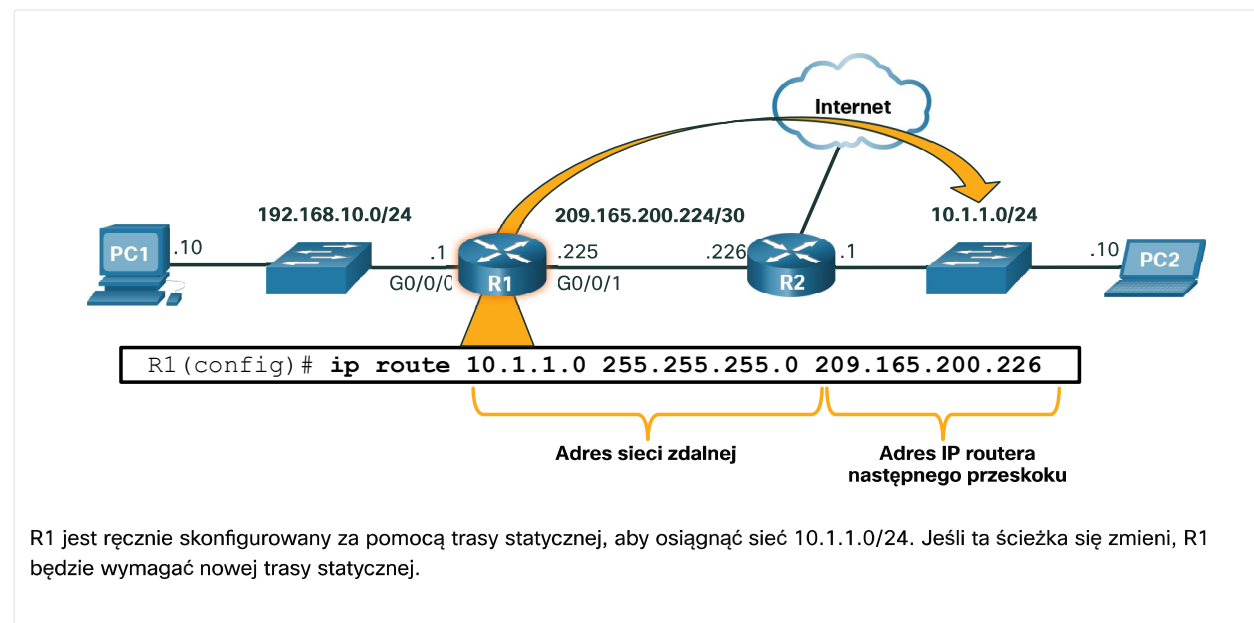 Internet
192.168.10.0/24
209.165.200.224/30
10.1.1.0/24
PC1
.10
.1
G0/0/0
R1
.225
G0/0/1
.226
R2
.1
.10
PC2
R1(config)# ip route 10.1.1.0 255.255.255.0 209.165.200.226
Adres sieci zdalnej
Adres IP routera
następnego przeskoku
R1 jest ręcznie skonfigurowany za pomocą trasy statycznej, aby osiągnąć sieć 10.1.1.0/24. Jeśli ta ścieżka się zmieni, R1
będzie wymagać nowej trasy statycznej.